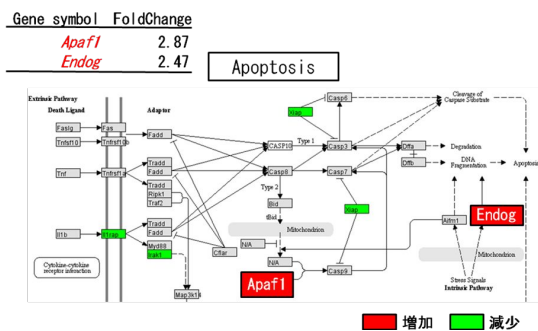 Gene symbol FoldChange
Apaf1 2.87
Endog 2.47
Apoptosis
Extrinsic Pathway
Death Ligand
Adaptor
Faslg
Fas
Fadd
Tnfsf10
Tnfrsf10b
Tnf
Tnfrsf1a
Tradd
Fadd
Tradd
Ripk1
Traf2
Il1b
Il1rap
Tradd
Fadd
Myd88
Irak1
Map3k14
Cflar
Cytokine-cytokine
receptor interaction
Type 1
CASP10
Casp8
Type 2
Bid
tBid
Mitochondrion
N/A
N/A
Apaf1
Casp9
Xiap
Casp6
Casp3
Casp7
Xiap
Dffa
Dffb
Cleavage of
Caspase Substrate
Degradation
DNA
Fragmentation
Apoptosis
Aifm1
Endog
Mitochondrion
Stress Signals
Intrinsic Pathway
増加
減少